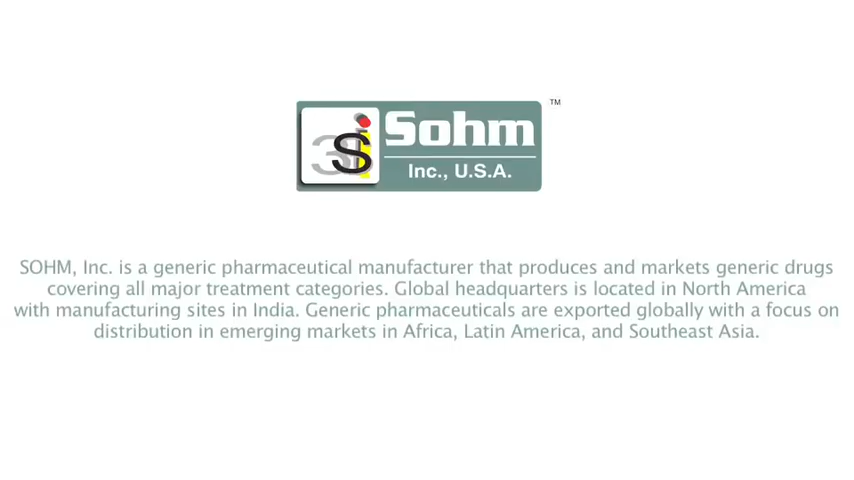 Sohm
TM
Inc., U.S.A.
SOHM, Inc. is a generic pharmaceutical manufacturer that produces and markets generic drugs
covering all major treatment categories. Global headquarters is located in North America
with manufacturing sites in India. Generic pharmaceuticals are exported globally with a focus on
distribution in emerging markets in Africa, Latin America, and Southeast Asia.